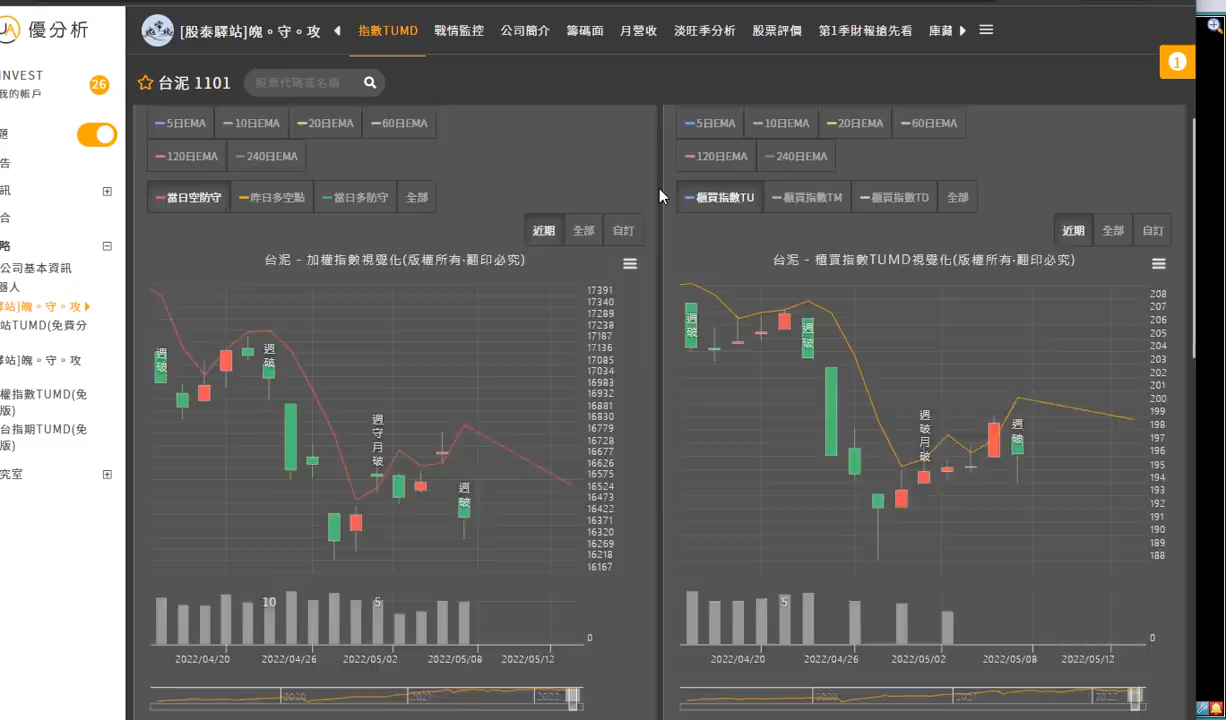 優分析
INVEST
我的帳戶
26
題
告
訊
合
略
公司基本資訊
器人
驛站]魄。守。攻
站TUMD(免費分
驛站]魄。守。攻
權指數TUMD(免
版)
台指期TUMD(免
版)
究室
[股泰驛站]魄。守。攻
指數TUMD
戰情監控
公司簡介
籌碼面
月營收
淡旺季分析
股票評價
第1季財報搶先看
庫藏
1
台泥 1101
股票代碼或名稱
5日EMA
10日EMA
20日EMA
60日EMA
120日EMA
240日EMA
當日空防守
昨日多空點
當日多防守
全部
近期
全部
自訂
台泥 - 加權指數視覺化(版權所有‧翻印必究)
17391
17340
17289
17238
17187
17136
17085
17034
16983
16932
16881
16830
16779
16728
16677
16626
16575
16524
16473
16422
16371
16320
16269
16218
16167
週破
週破
週守月破
週破
10
5
0
2022/04/20
2022/04/26
2022/05/02
2022/05/08
2022/05/12
2020
2021
2022
5日EMA
10日EMA
20日EMA
60日EMA
120日EMA
240日EMA
櫃買指數TU
櫃買指數TM
櫃買指數TD
全部
近期
全部
自訂
台泥 - 櫃買指數TUMD視覺化(版權所有‧翻印必究)
208
207
206
205
204
203
202
201
200
199
198
197
196
195
194
193
192
191
190
189
188
週破
週破
週破月破
週破
5
0
2022/04/20
2022/04/26
2022/05/02
2022/05/08
2022/05/12
2020
2021
2022